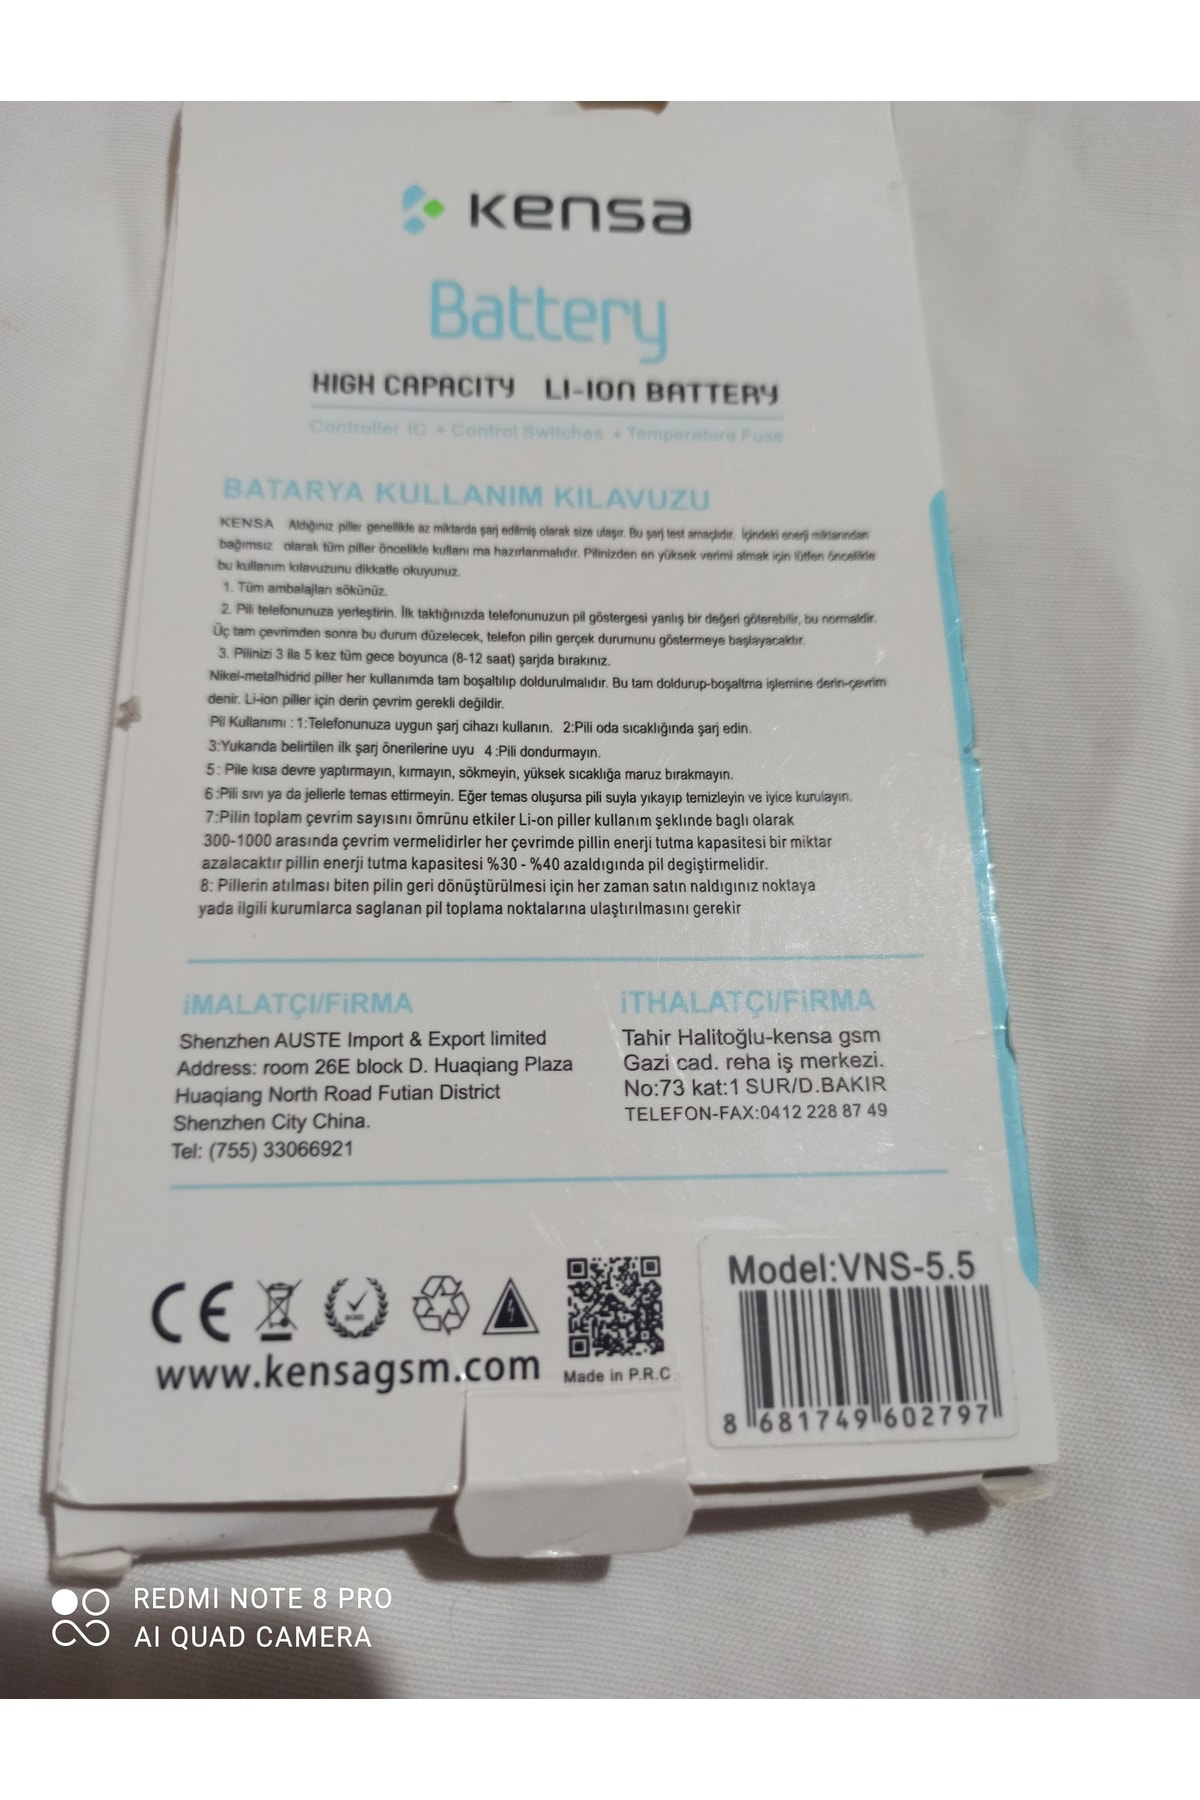 kensa
Battery
HIGH CAPACITY LI-ION BATTERY
Controller IC • Control Switches • Temperature Fuse
BATARYA KULLANIM KILAVUZU
KENSA Aldığınız piller genellikle az miktarda şarj edilmiş olarak size ulaşır. Bu şarj test amaçlıdır. İçindeki enerji miktarından
bağımsız olarak tüm piller öncelikle kullanı ma hazırlanmalıdır. Pilinizden en yüksek verimi almak için lütfen öncelikle
bu kullanım kılavuzunu dikkatle okuyunuz.
1. Tüm ambalajları sökünüz.
2. Pili telefonunuza yerleştirin. İlk taktığınızda telefonunuzun pil göstergesi yanlış bir değeri göterebilir, bu normaldir.
Üç tam çevrimden sonra bu durum düzelecek, telefon pilin gerçek durumunu göstermeye başlayacaktır.
3. Pilinizi 3 ila 5 kez tüm gece boyunca (8-12 saat) şarjda bırakınız.
Nikel-metalhidrid piller her kullanımda tam boşaltılıp doldurulmalıdır. Bu tam doldurup-boşaltma işlemine derin-çevrim
denir. Li-ion piller için derin çevrim gerekli değildir.
Pil Kullanımı : 1:Telefonunuza uygun şarj cihazı kullanın. 2:Pili oda sıcaklığında şarj edin.
3:Yukarıda belirtilen ilk şarj önerilerine uyu 4 :Pili dondurmayın.
5 : Pile kısa devre yaptırmayın, kırmayın, sökmeyin, yüksek sıcaklığa maruz bırakmayın.
6 :Pili sıvı ya da jellerle temas ettirmeyin. Eğer temas oluşursa pili suyla yıkayıp temizleyin ve iyice kurulayın.
7:Pilin toplam çevrim sayısını ömrünü etkiler Li-on piller kullanım şeklinde baglı olarak
300-1000 arasında çevrim vermelidirler her çevrimde pillin enerji tutma kapasitesi bir miktar
azalacaktır pillin enerji tutma kapasitesi %30 - %40 azaldıgında pil degiştirmelidir.
8: Pillerin atılması biten pilin geri dönüştürülmesi için her zaman satın naldıgınız noktaya
yada ilgili kurumlarca saglanan pil toplama noktalarına ulaştırılmasını gerekir
iMALATÇI/FiRMA
Shenzhen AUSTE Import & Export limited
Address: room 26E block D. Huaqiang Plaza
Huaqiang North Road Futian District
Shenzhen City China.
Tel: (755) 33066921
iTHALATÇI/FiRMA
Tahir Halitoğlu-kensa gsm
Gazi cad. reha iş merkezi.
No:73 kat:1 SUR/D.BAKIR
TELEFON-FAX:0412 228 87 49
CE
www.kensagsm.com
Made in P.R.C
Model:VNS-5.5
8 681749 602797
REDMI NOTE 8 PRO
AI QUAD CAMERA